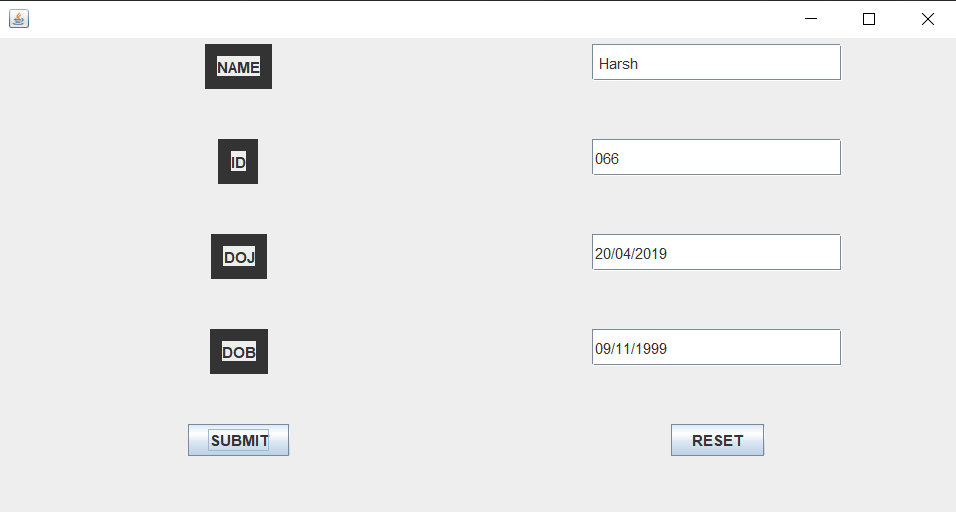 NAME Harsh
ID 066
DOJ 20/04/2019
DOB 09/11/1999
SUBMIT RESET